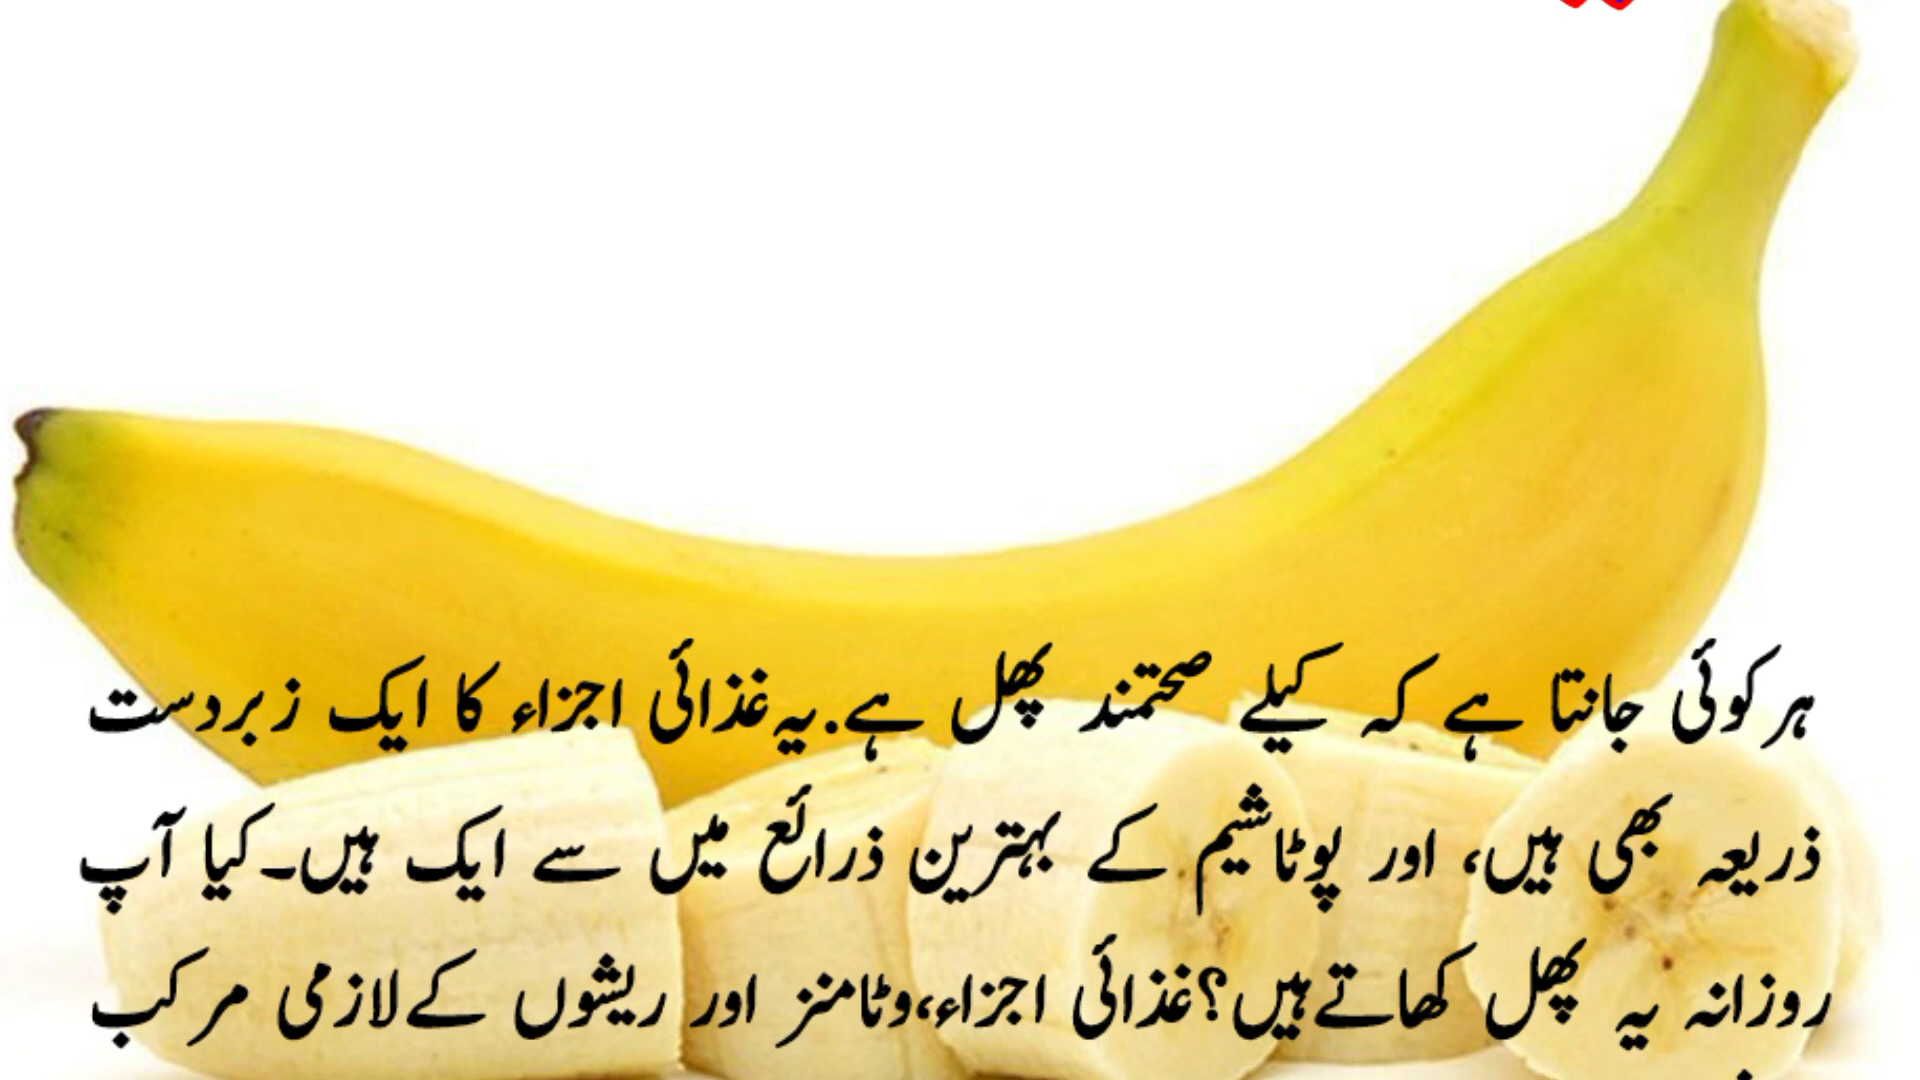 ہر کوئی جانتا ہے کہ کیلے صحتمند پھل ہے.یہ غذائی اجزاء کا ایک زبردست
ذریعہ بھی ہیں، اور پوٹاشیم کے بہترین ذرائع میں سے ایک ہیں۔کیا آپ
روزانہ یہ پھل کھاتے ہیں؟غذائی اجزاء،وٹامنز اور ریشوں کے لازمی مرکب